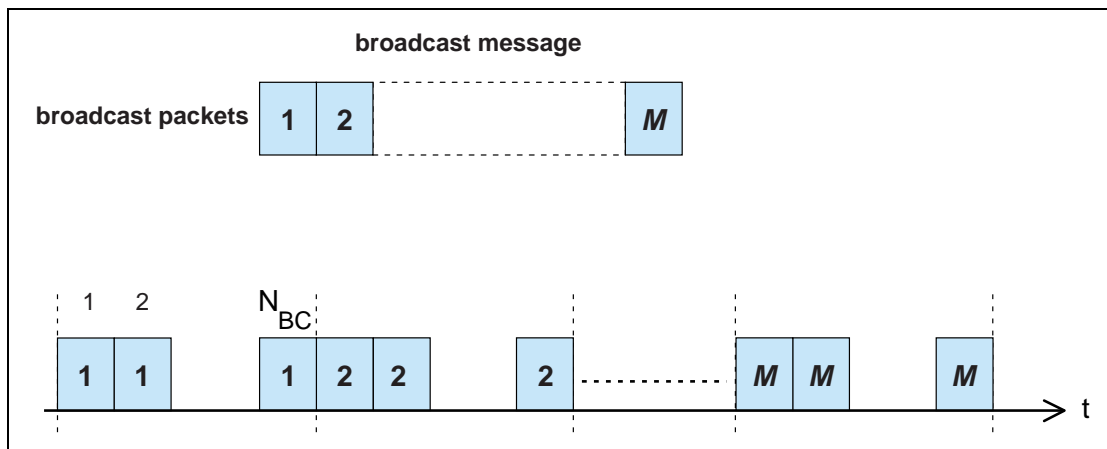 broadcast message
broadcast packets 1 2 M
1 2 N_BC
1 1 1 2 2 2 M M M
t